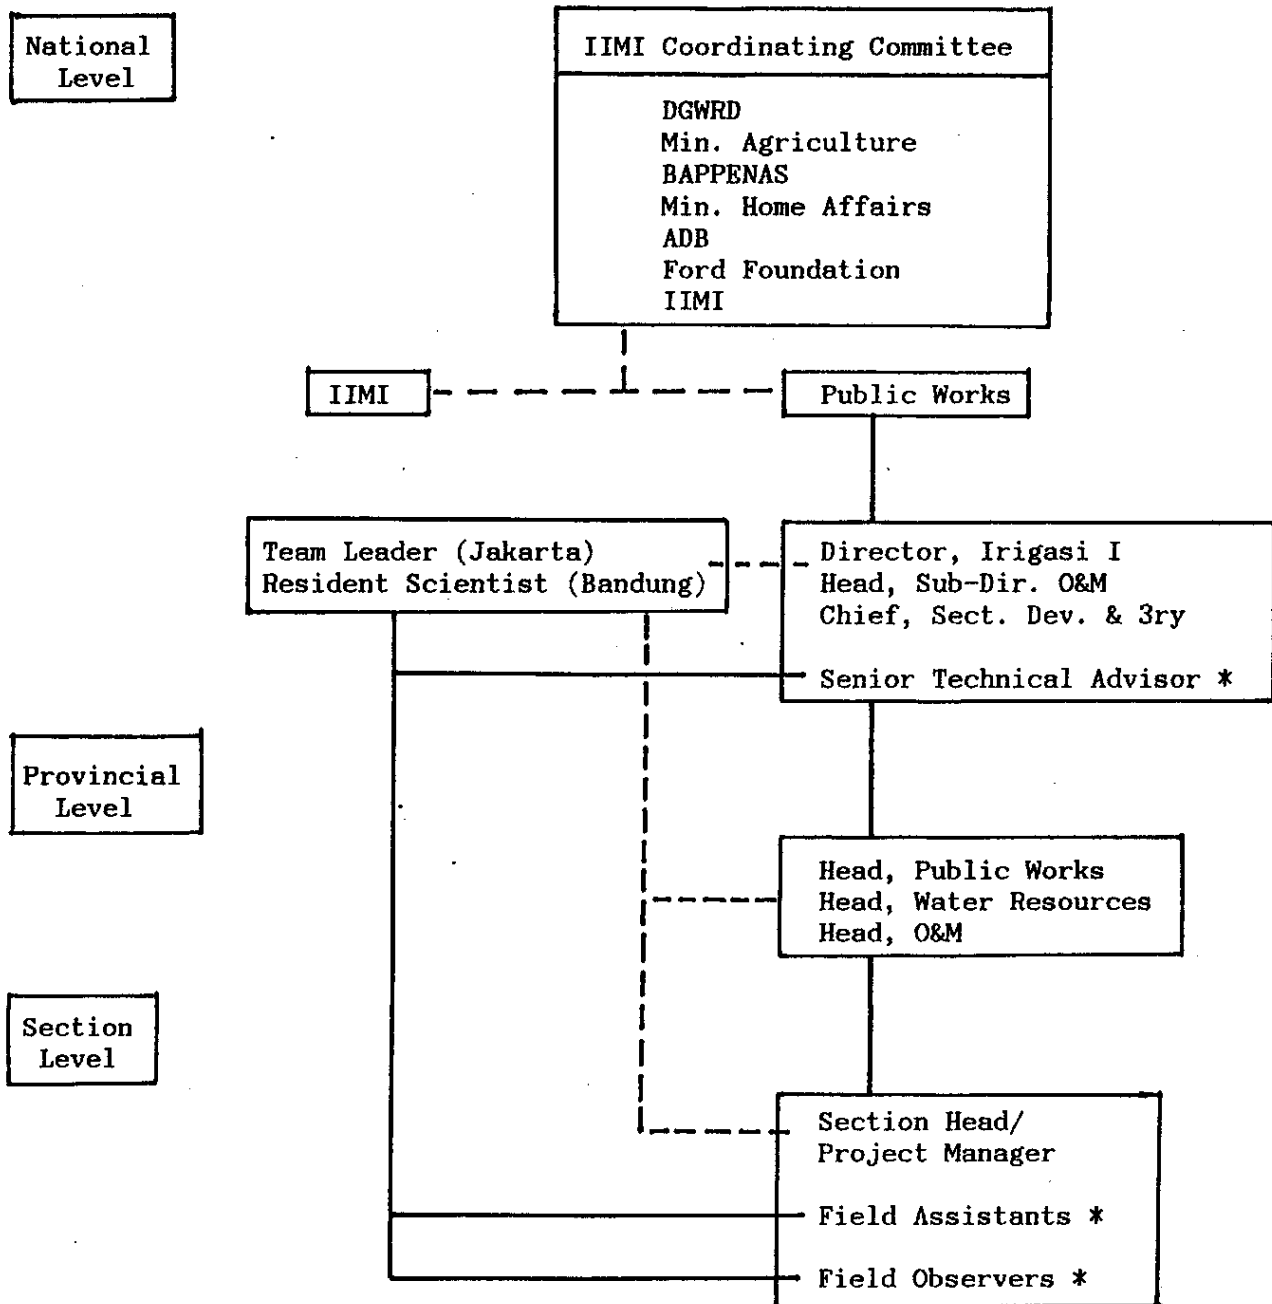 National
Level
IIMI Coordinating Committee
DGWRD
Min. Agriculture
BAPPENAS
Min. Home Affairs
ADB
Ford Foundation
IIMI
IIMI
Public Works
Team Leader (Jakarta)
Resident Scientist (Bandung)
Director, Irigasi I
Head, Sub-Dir. O&M
Chief, Sect. Dev. & 3ry
Senior Technical Advisor *
Provincial
Level
Head, Public Works
Head, Water Resources
Head, O&M
Section
Level
Section Head/
Project Manager
Field Assistants *
Field Observers *